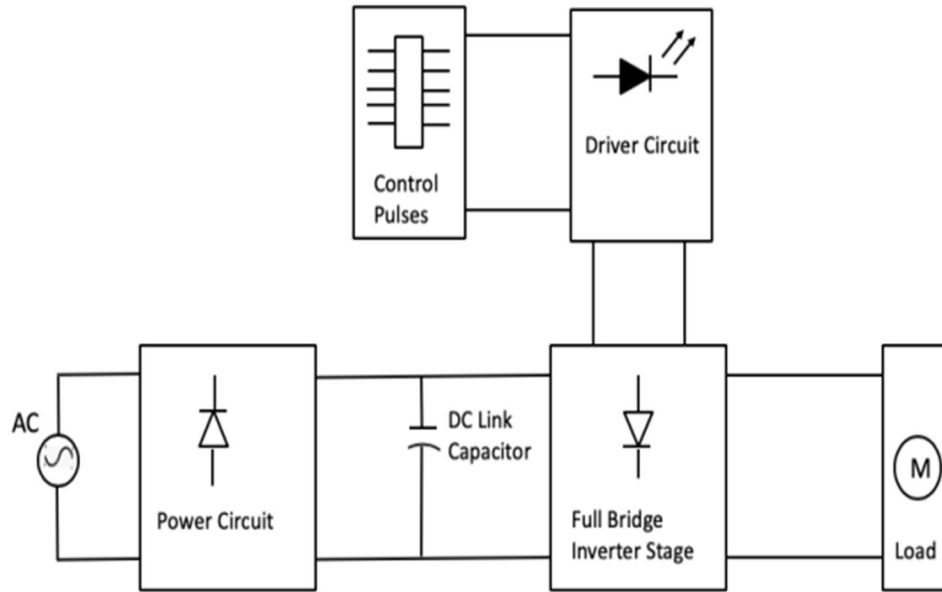 Control
Pulses
Driver Circuit
AC
Power Circuit
DC Link
Capacitor
Full Bridge
Inverter Stage
M
Load